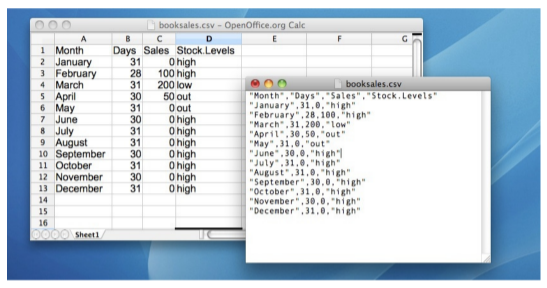 booksales.csv – OpenOffice.org Calc
A B C D E F G
1 Month Days Sales Stock.Levels
2 January 31 0 high
3 February 28 100 high
4 March 31 200 low
5 April 30 50 out
6 May 31 0 out
7 June 30 0 high
8 July 31 0 high
9 August 31 0 high
10 September 30 0 high
11 October 31 0 high
12 November 30 0 high
13 December 31 0 high
14
15
16
Sheet1
booksales.csv
"Month","Days","Sales","Stock.Levels"
"January",31,0,"high"
"February",28,100,"high"
"March",31,200,"low"
"April",30,50,"out"
"May",31,0,"out"
"June",30,0,"high"
"July",31,0,"high"
"August",31,0,"high"
"September",30,0,"high"
"October",31,0,"high"
"November",30,0,"high"
"December",31,0,"high"